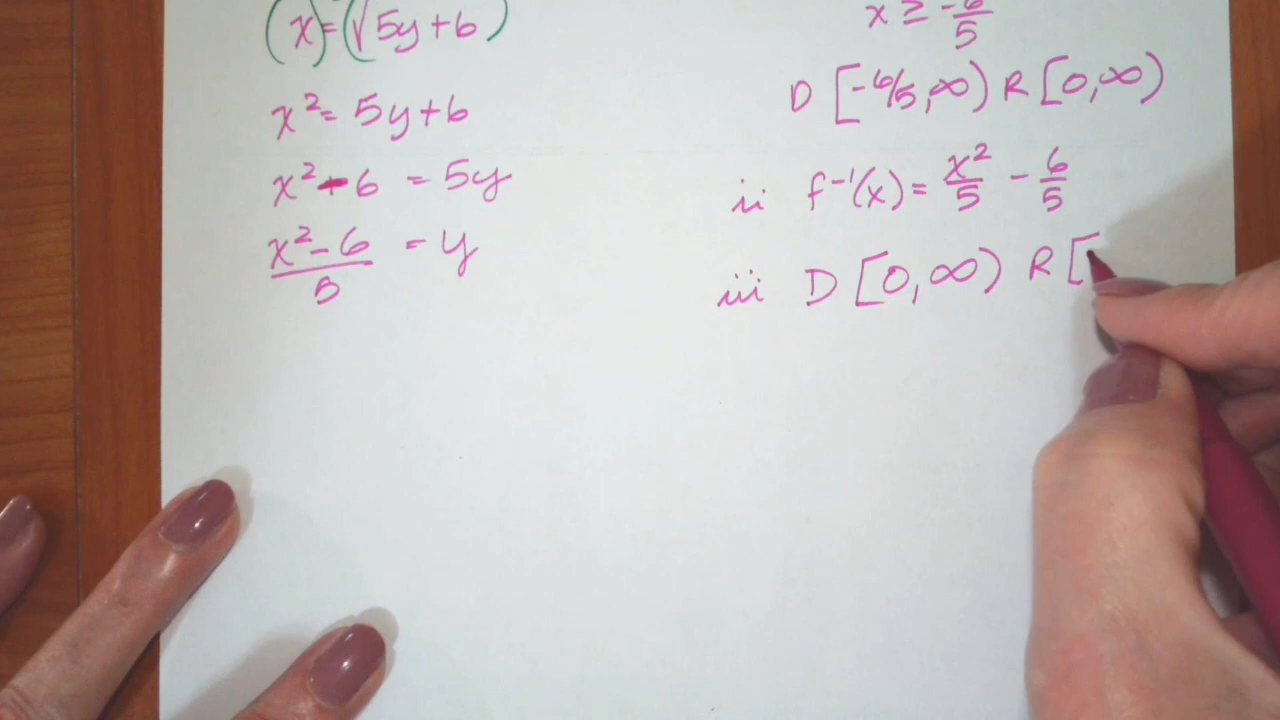 (x)=(√5y+6)
x²= 5y+6
x²-6 = 5y
x²-6/5 = y
x ≥ -6/5
D [-6/5,∞) R [0,∞)
ii f⁻¹(x)= x²/5 - 6/5
iii D [0,∞) R [